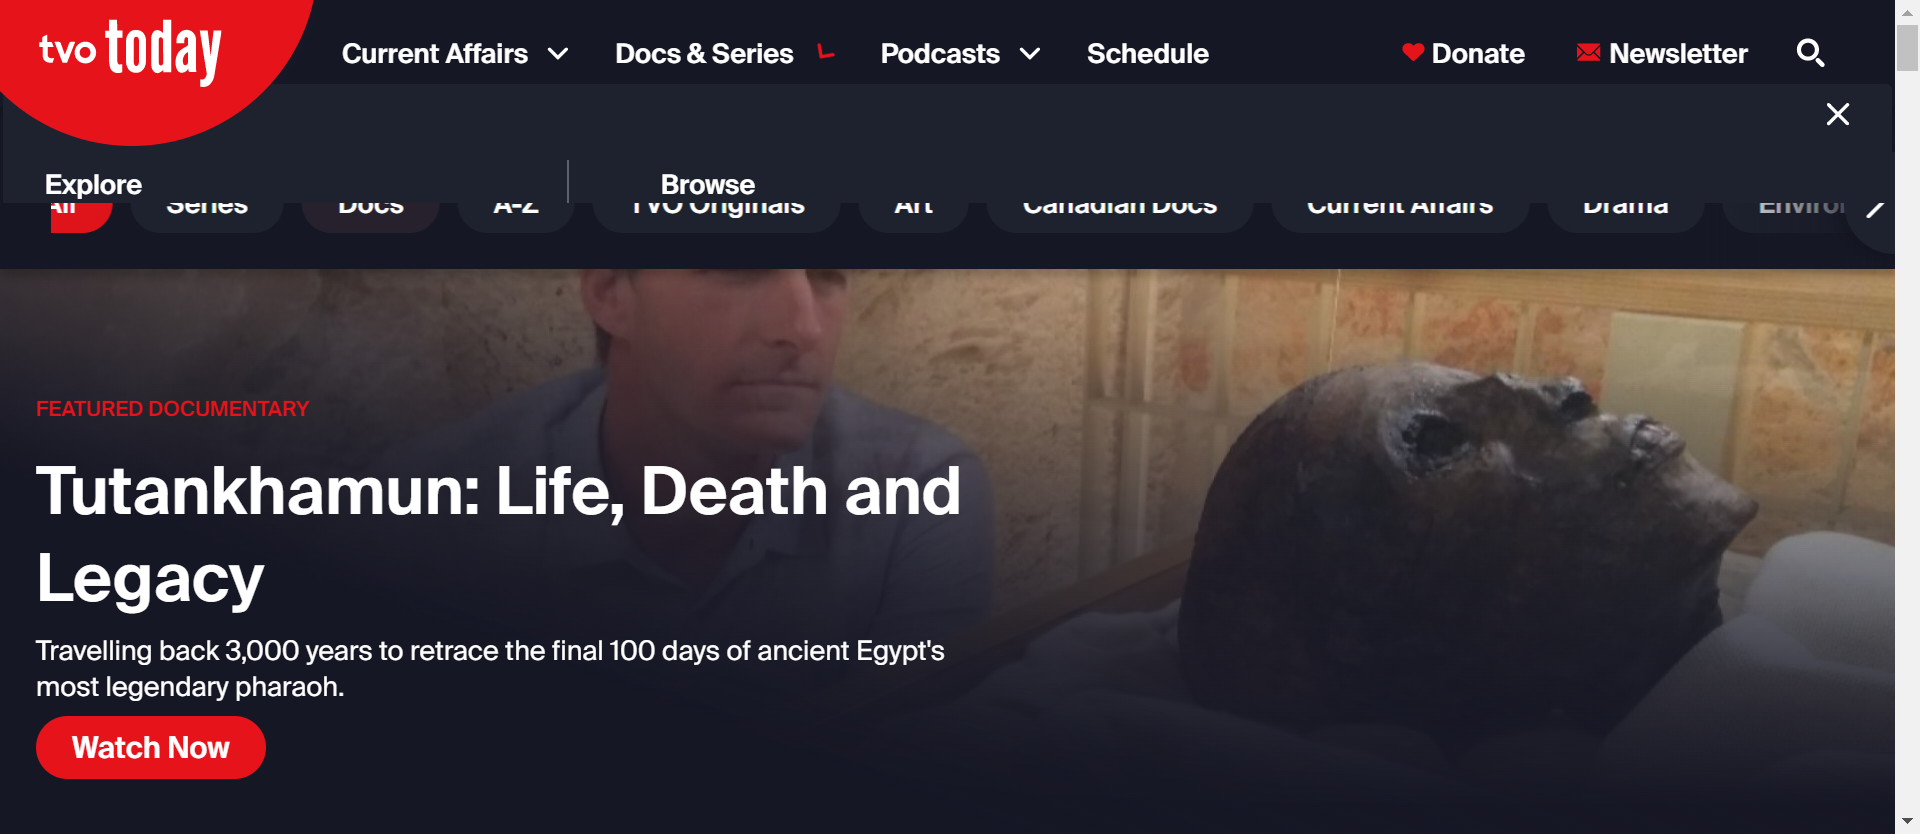 tvo today
Current Affairs
Docs & Series
Podcasts
Schedule
Donate
Newsletter
Explore
Browse
All
Series
Docs
A-Z
TVO Originals
Art
Canadian Docs
Current Affairs
Drama
FEATURED DOCUMENTARY
Tutankhamun: Life, Death and
Legacy
Travelling back 3,000 years to retrace the final 100 days of ancient Egypt's
most legendary pharaoh.
Watch Now